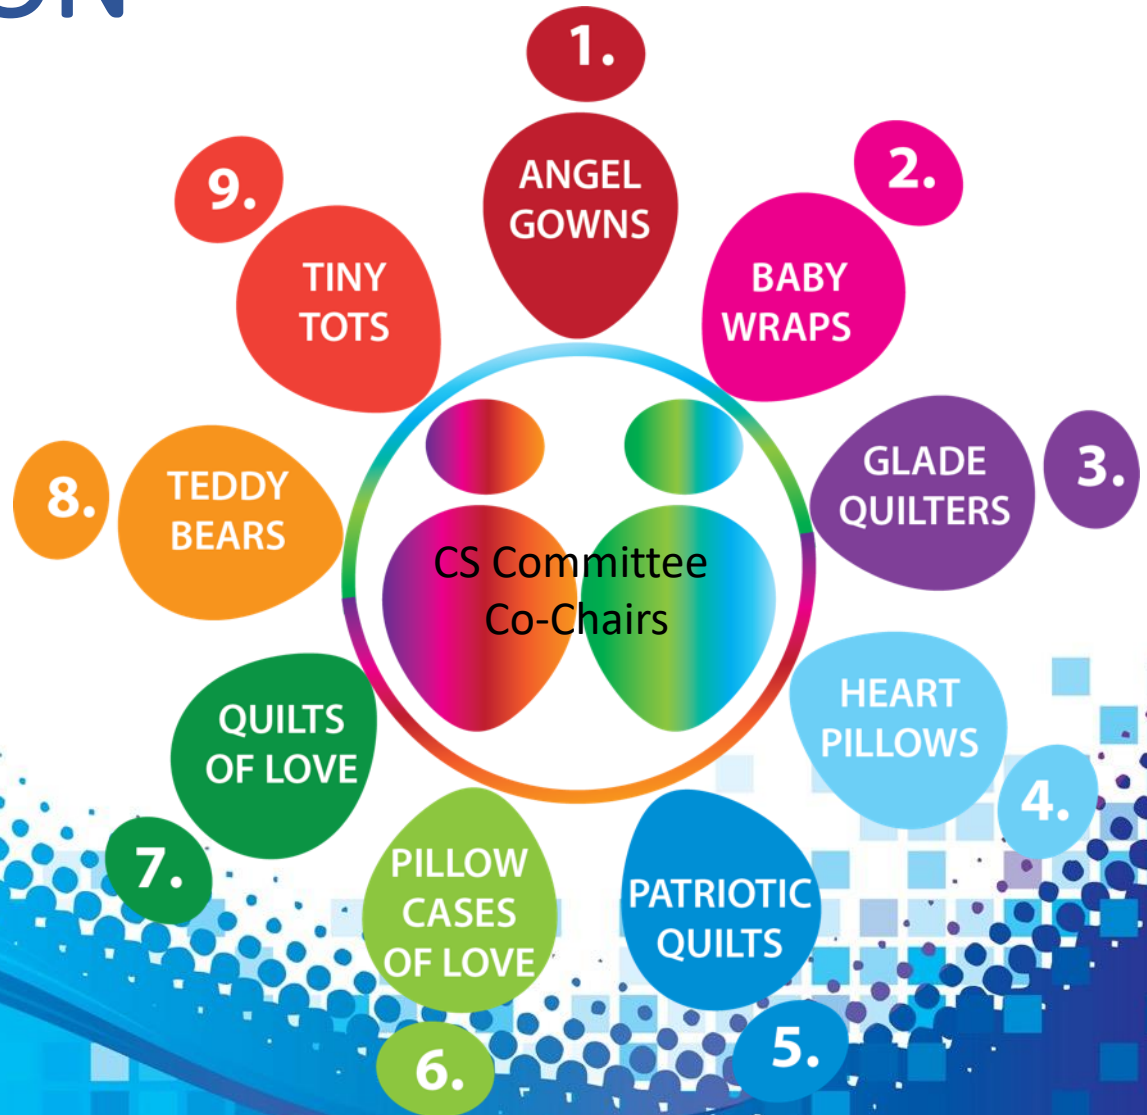 ON
1.
ANGEL
GOWNS
2.
BABY
WRAPS
3.
GLADE
QUILTERS
4.
HEART
PILLOWS
5.
PATRIOTIC
QUILTS
6.
PILLOW
CASES
OF LOVE
7.
QUILTS
OF LOVE
8.
TEDDY
BEARS
9.
TINY
TOTS
CS Committee
Co-Chairs